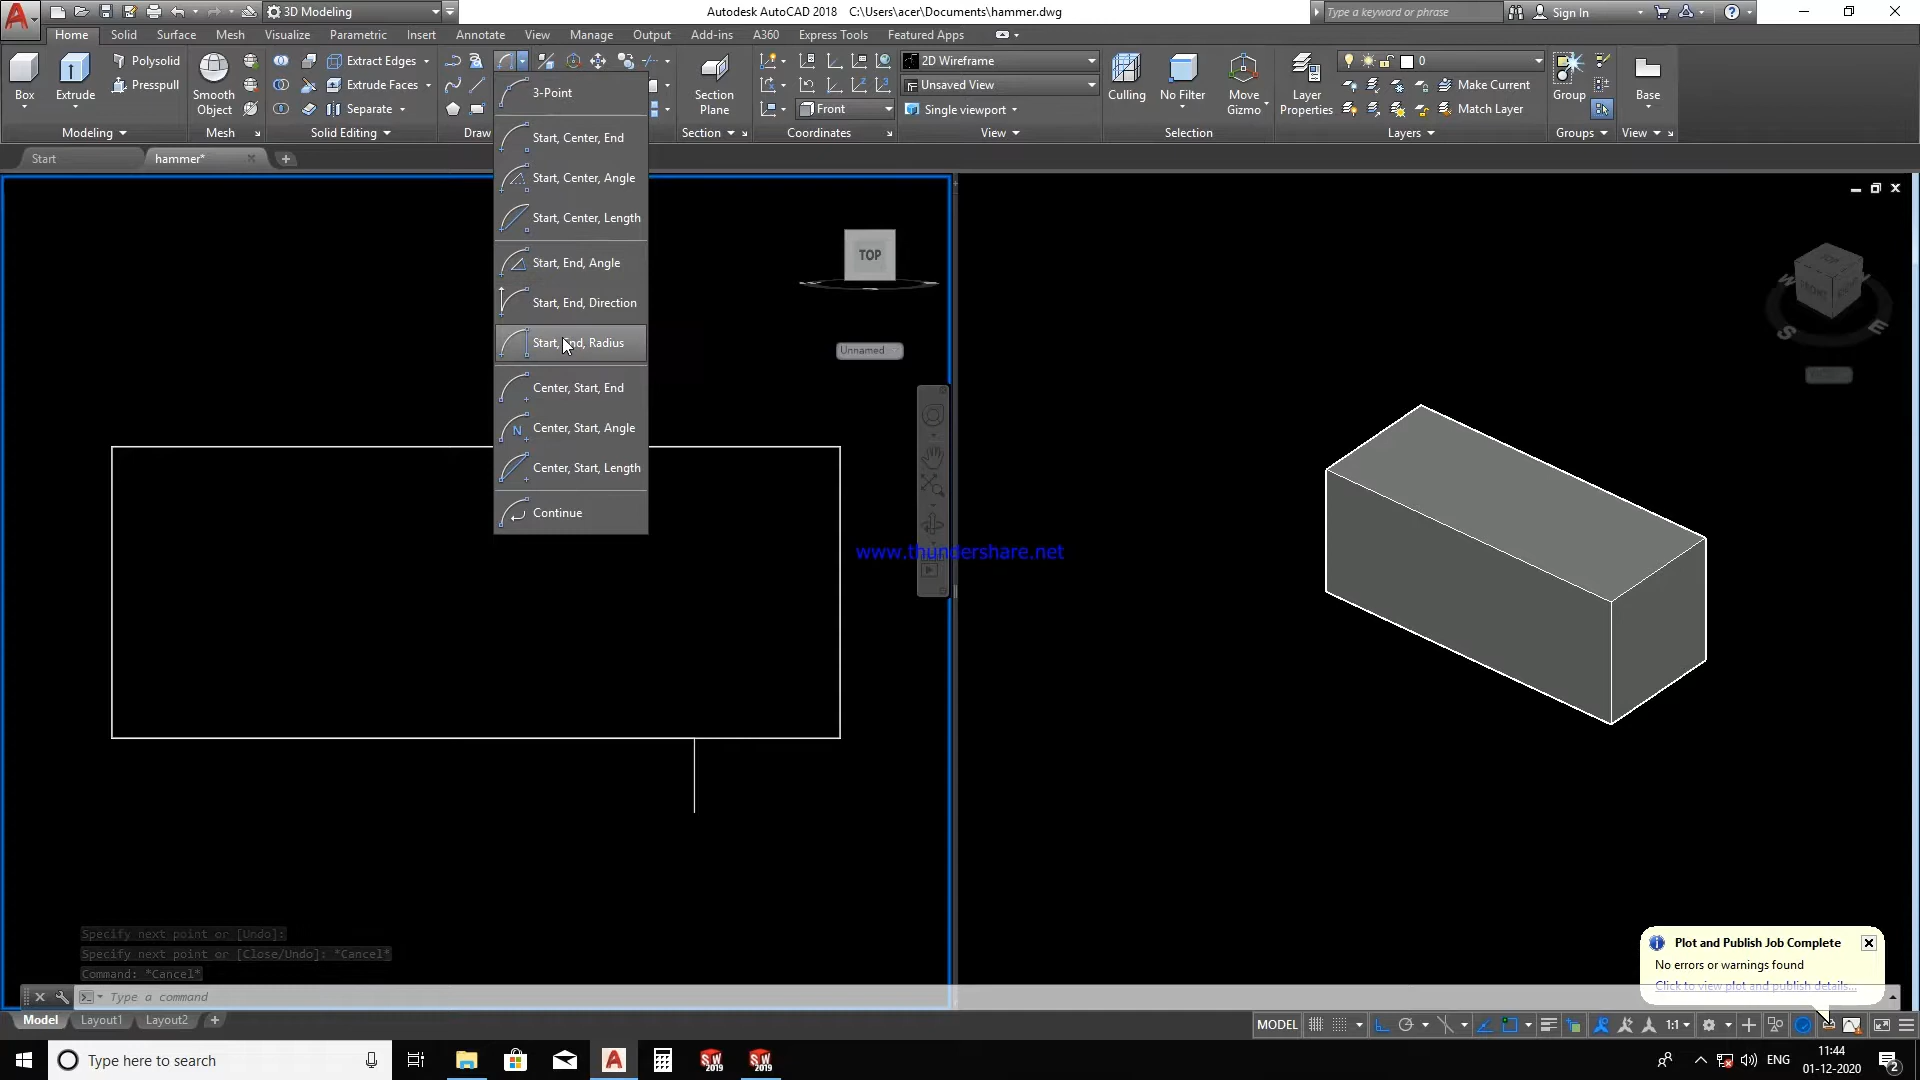 3D Modeling
Autodesk AutoCAD 2018 C:\Users\acer\Documents\hammer.dwg
Type a keyword or phrase
Sign In
Home Solid Surface Mesh Visualize Parametric Insert Annotate View Manage Output Add-ins A360 Express Tools Featured Apps
Box
Extrude
Polysolid
Presspull
Smooth Object
Extract Edges
Extrude Faces
Separate
Section Plane
Front
2D Wireframe
Unsaved View
Single viewport
Culling
No Filter
Move Gizmo
Layer Properties
0
Make Current
Match Layer
Group
Base
Modeling
Mesh
Solid Editing
Draw
Section
Coordinates
View
Selection
Layers
Groups
View
Start
hammer*
3-Point
Start, Center, End
Start, Center, Angle
Start, Center, Length
Start, End, Angle
Start, End, Direction
Start, End, Radius
Center, Start, End
Center, Start, Angle
Center, Start, Length
Continue
TOP
Unnamed
W
FRONT
S
E
www.thundershare.net
Specify next point or [Undo]:
Specify next point or [Close/Undo]: *Cancel*
Command: *Cancel*
Type a command
Plot and Publish Job Complete
No errors or warnings found
Click to view plot and publish details...
Model
Layout1
Layout2
MODEL
1:1
Type here to search
SW 2019
SW 2019
ENG
11:44
01-12-2020
2